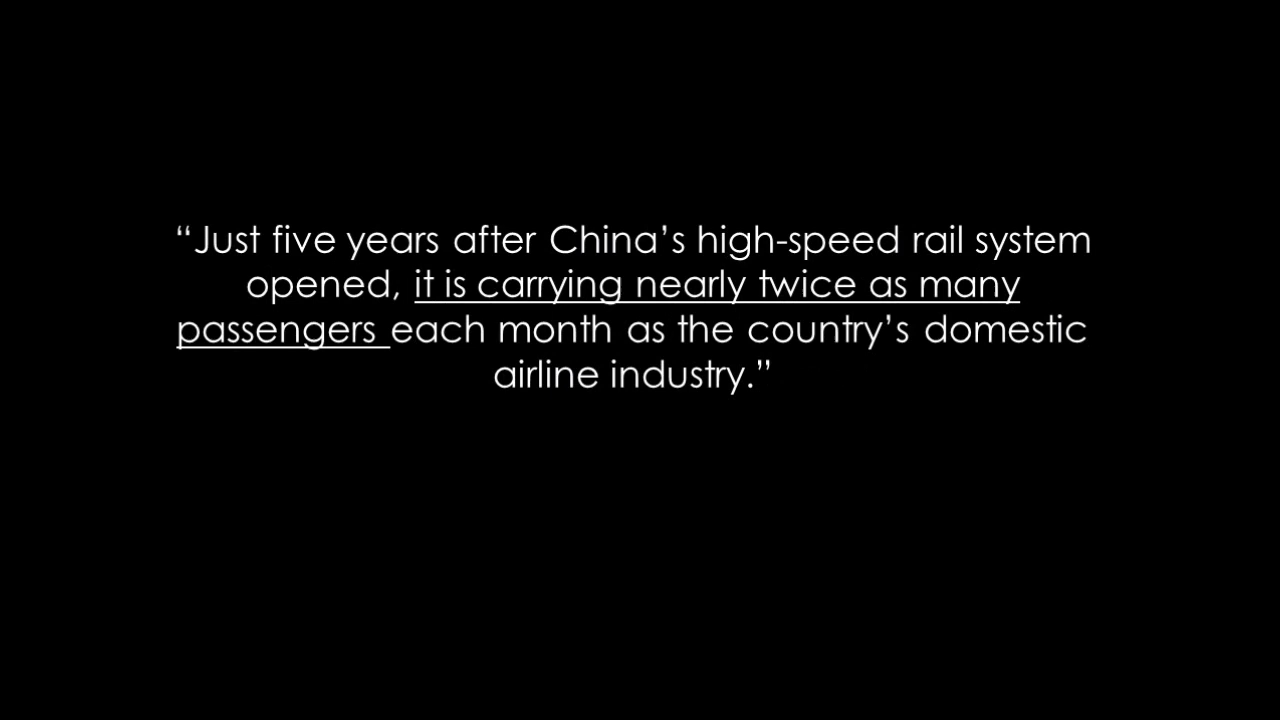 “Just five years after China’s high-speed rail system
opened, it is carrying nearly twice as many
passengers each month as the country’s domestic
airline industry.”